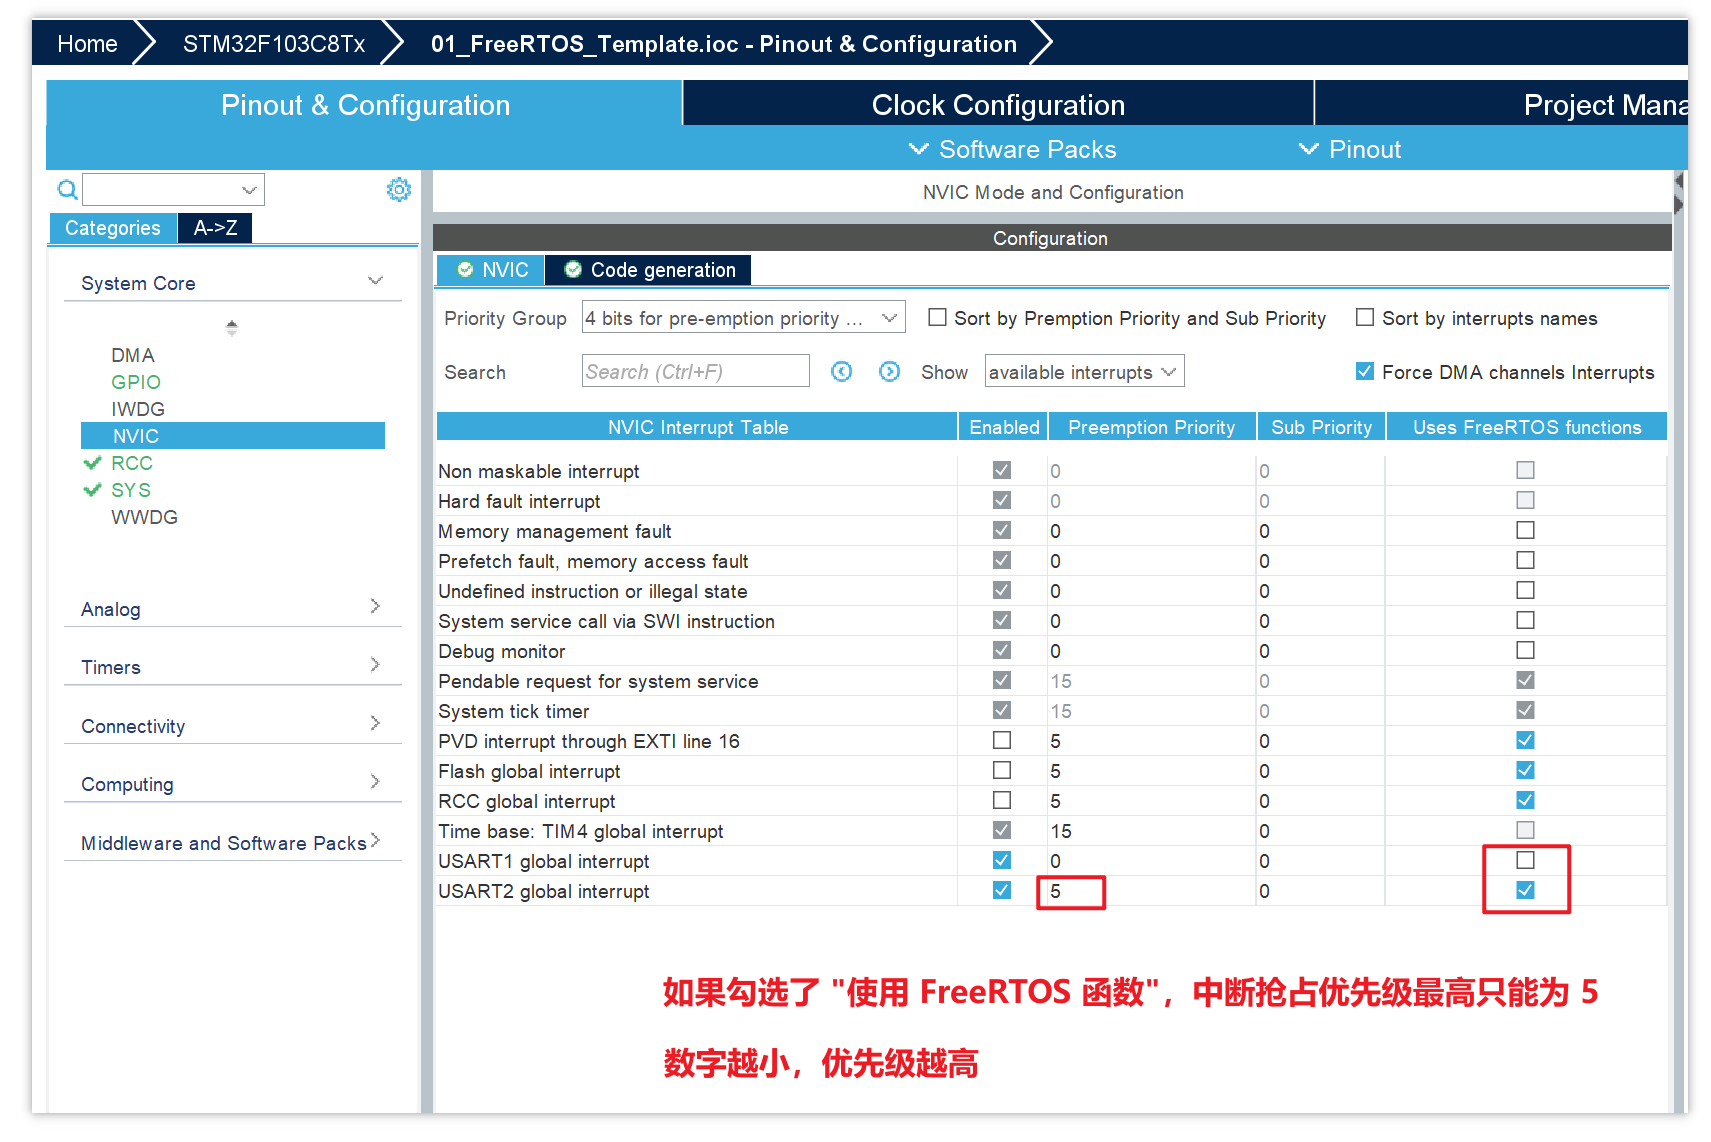 Home STM32F103C8Tx 01_FreeRTOS_Template.ioc - Pinout & Configuration
Pinout & Configuration Clock Configuration Project Mana
Software Packs Pinout
NVIC Mode and Configuration
Categories A->Z
Configuration
NVIC Code generation
System Core
Priority Group 4 bits for pre-emption priority ... Sort by Premption Priority and Sub Priority Sort by interrupts names
Search Search (Ctrl+F) Show available interrupts Force DMA channels Interrupts
DMA
GPIO
IWDG
NVIC
RCC
SYS
WWDG
Analog
Timers
Connectivity
Computing
Middleware and Software Packs
NVIC Interrupt Table Enabled Preemption Priority Sub Priority Uses FreeRTOS functions
Non maskable interrupt 0 0
Hard fault interrupt 0 0
Memory management fault 0 0
Prefetch fault, memory access fault 0 0
Undefined instruction or illegal state 0 0
System service call via SWI instruction 0 0
Debug monitor 0 0
Pendable request for system service 15 0
System tick timer 15 0
PVD interrupt through EXTI line 16 5 0
Flash global interrupt 5 0
RCC global interrupt 5 0
Time base: TIM4 global interrupt 15 0
USART1 global interrupt 0 0
USART2 global interrupt 5 0
如果勾选了 "使用 FreeRTOS 函数"，中断抢占优先级最高只能为 5
数字越小，优先级越高